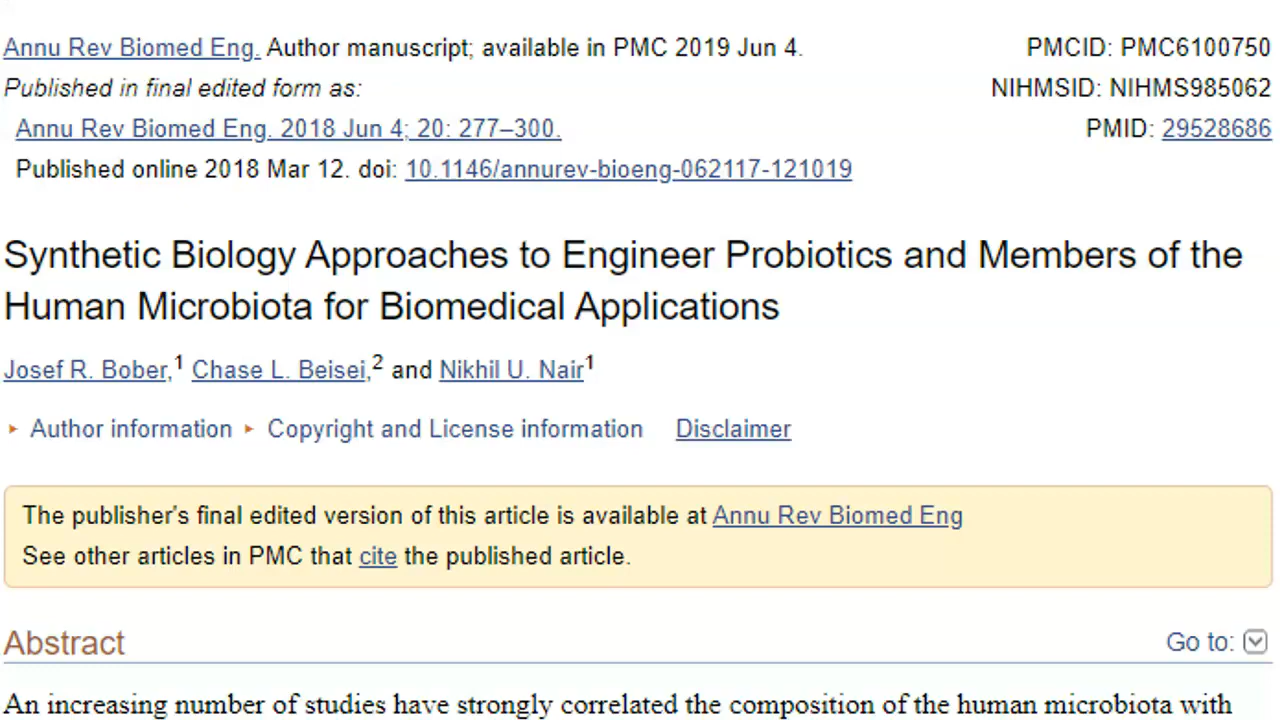 Annu Rev Biomed Eng. Author manuscript; available in PMC 2019 Jun 4.
PMCID: PMC6100750
Published in final edited form as:
NIHMSID: NIHMS985062
Annu Rev Biomed Eng. 2018 Jun 4; 20: 277–300.
PMID: 29528686
Published online 2018 Mar 12. doi: 10.1146/annurev-bioeng-062117-121019
Synthetic Biology Approaches to Engineer Probiotics and Members of the
Human Microbiota for Biomedical Applications
Josef R. Bober,1 Chase L. Beisei,2 and Nikhil U. Nair1
Author information Copyright and License information Disclaimer
The publisher's final edited version of this article is available at Annu Rev Biomed Eng
See other articles in PMC that cite the published article.
Abstract
Go to:
An increasing number of studies have strongly correlated the composition of the human microbiota with